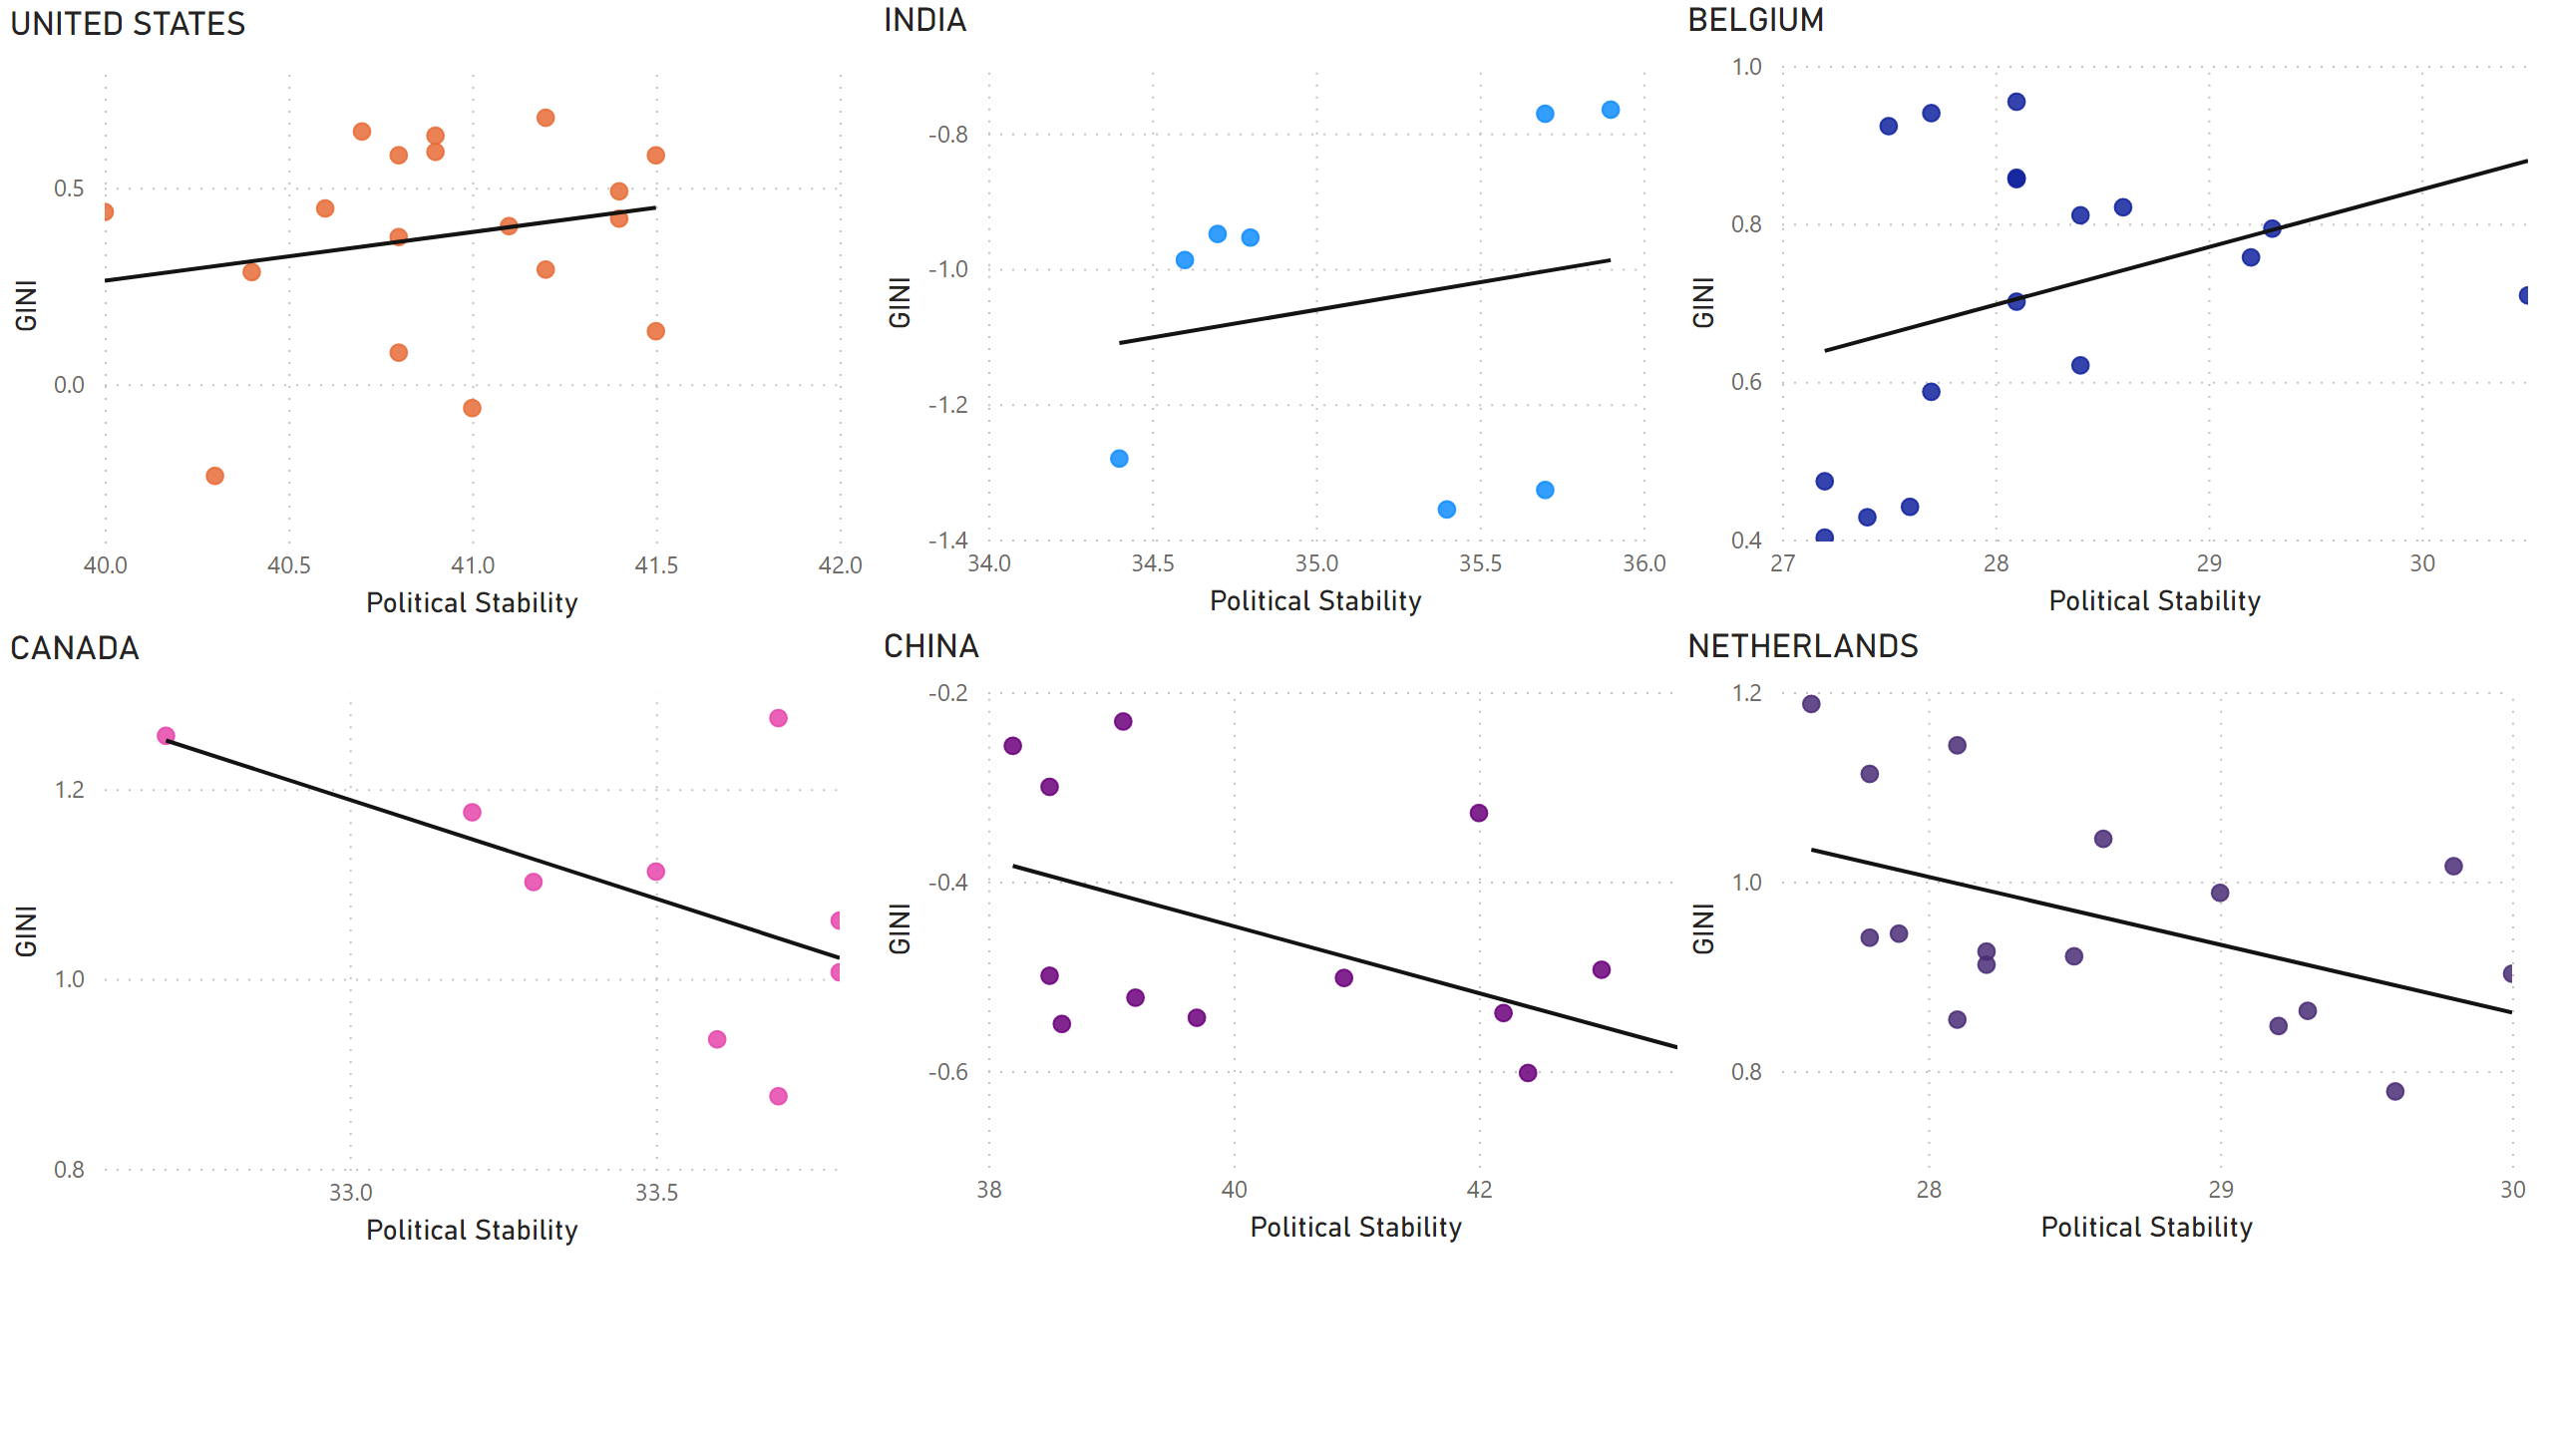 UNITED STATES
GINI
0.5
0.0
40.0 40.5 41.0 41.5 42.0
Political Stability
INDIA
GINI
-0.8
-1.0
-1.2
-1.4
34.0 34.5 35.0 35.5 36.0
Political Stability
BELGIUM
GINI
1.0
0.8
0.6
0.4
27 28 29 30
Political Stability
CANADA
GINI
1.2
1.0
0.8
33.0 33.5
Political Stability
CHINA
GINI
-0.2
-0.4
-0.6
38 40 42
Political Stability
NETHERLANDS
GINI
1.2
1.0
0.8
28 29 30
Political Stability